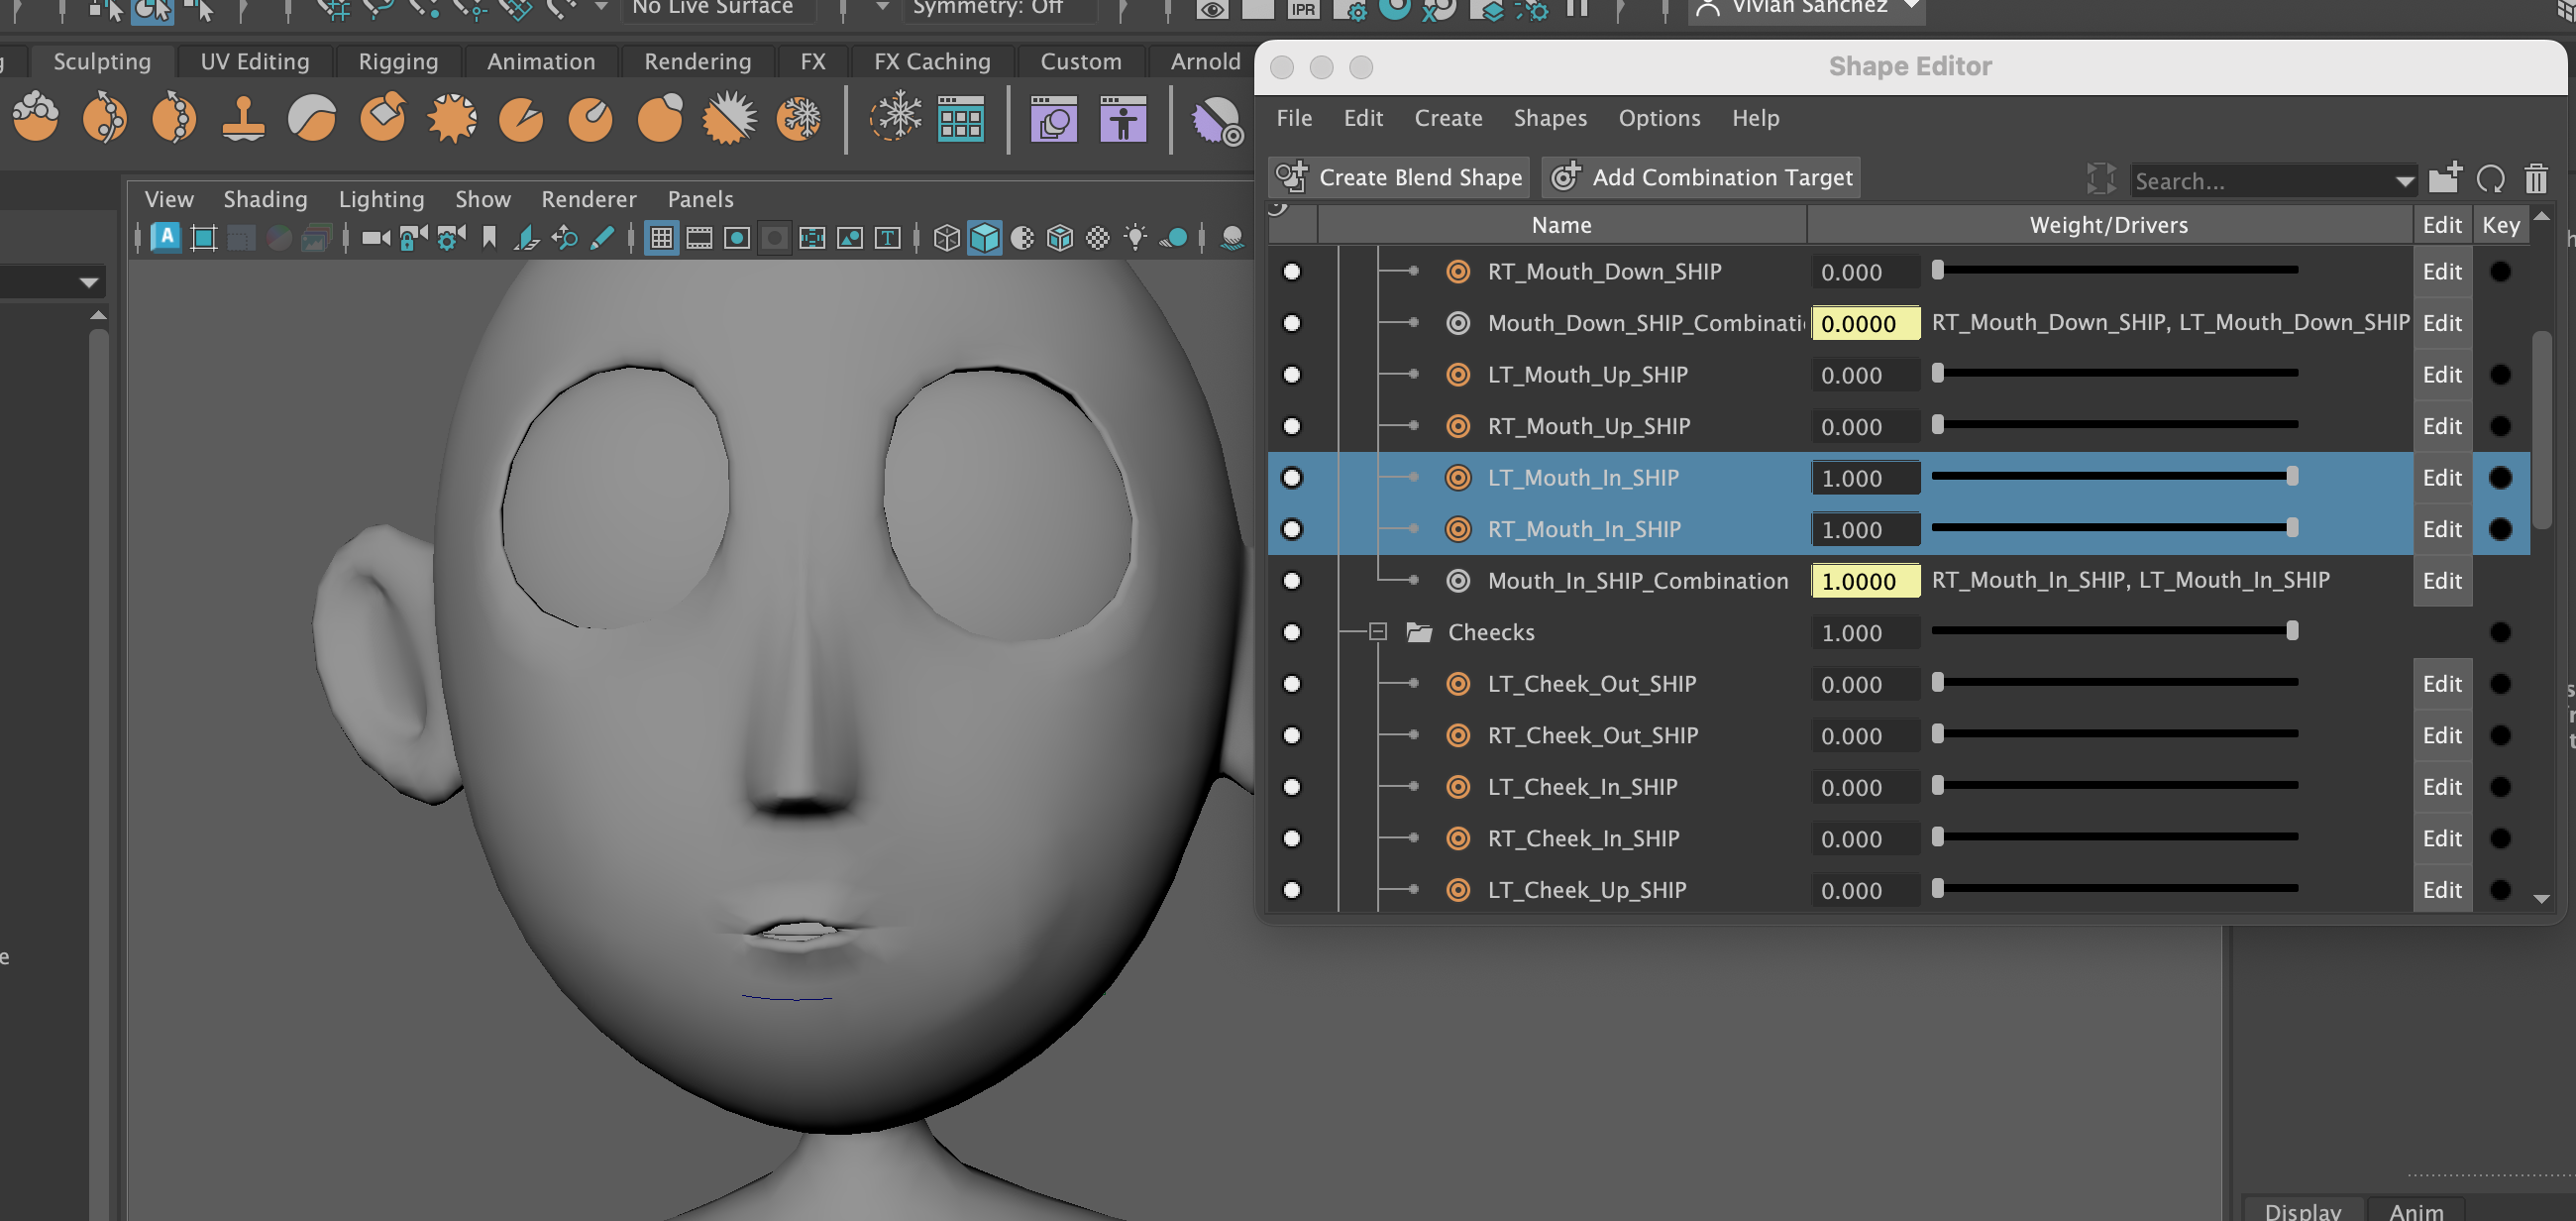 No Live Surface
Symmetry: Off
IPR
Vivian Sanchez
Sculpting
UV Editing
Rigging
Animation
Rendering
FX
FX Caching
Custom
Arnold
View
Shading
Lighting
Show
Renderer
Panels
A
T
Shape Editor
File
Edit
Create
Shapes
Options
Help
Create Blend Shape
Add Combination Target
Search...
Name
Weight/Drivers
Edit
Key
RT_Mouth_Down_SHIP 0.000 Edit
Mouth_Down_SHIP_Combinati 0.0000 RT_Mouth_Down_SHIP, LT_Mouth_Down_SHIP Edit
LT_Mouth_Up_SHIP 0.000 Edit
RT_Mouth_Up_SHIP 0.000 Edit
LT_Mouth_In_SHIP 1.000 Edit
RT_Mouth_In_SHIP 1.000 Edit
Mouth_In_SHIP_Combination 1.0000 RT_Mouth_In_SHIP, LT_Mouth_In_SHIP Edit
Cheecks 1.000
LT_Cheek_Out_SHIP 0.000 Edit
RT_Cheek_Out_SHIP 0.000 Edit
LT_Cheek_In_SHIP 0.000 Edit
RT_Cheek_In_SHIP 0.000 Edit
LT_Cheek_Up_SHIP 0.000 Edit
e
Display
Anim